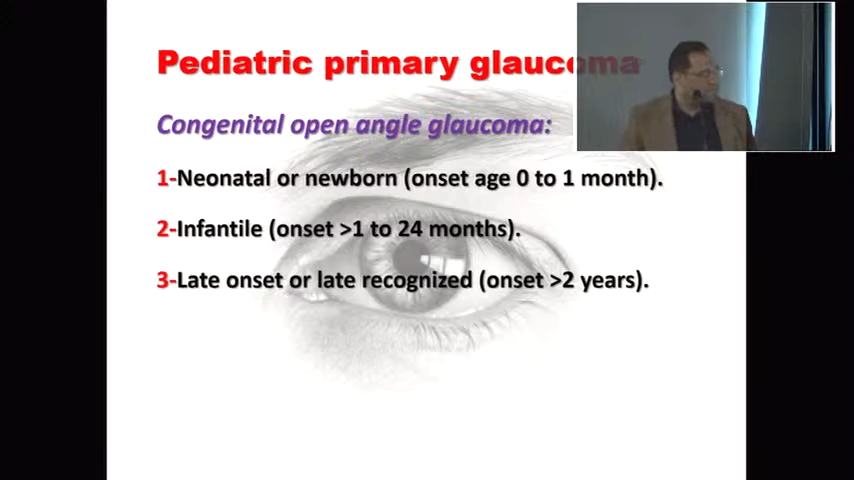 Pediatric primary glaucoma
Congenital open angle glaucoma:
1-Neonatal or newborn (onset age 0 to 1 month).
2-Infantile (onset >1 to 24 months).
3-Late onset or late recognized (onset >2 years).